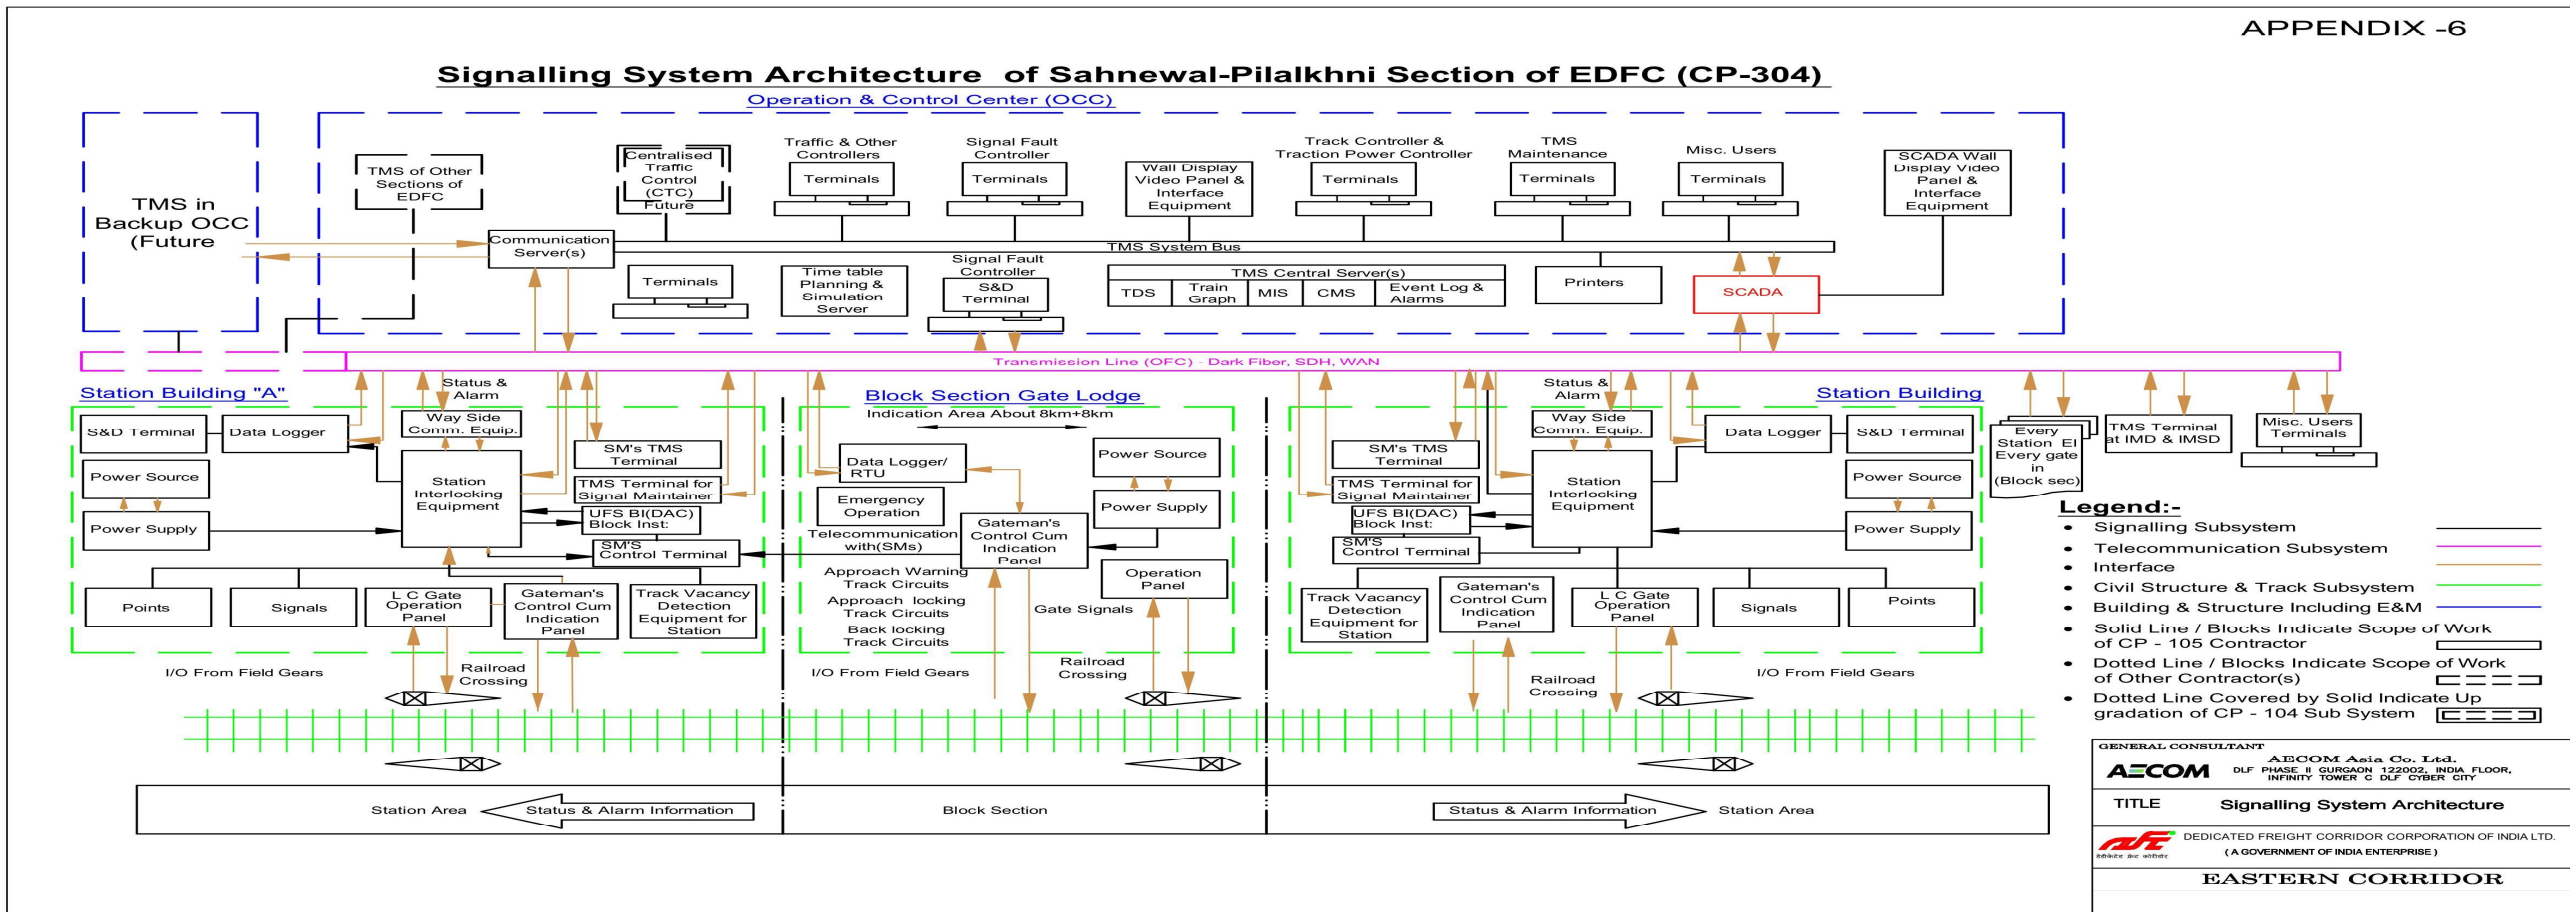 APPENDIX -6
Signalling System Architecture of Sahnewal-Pilalkhni Section of EDFC (CP-304)
Operation & Control Center (OCC)
TMS in
Backup OCC
(Future
TMS of Other
Sections of
EDFC
Centralised
Traffic
Control
(CTC)
Future
Traffic & Other
Controllers
Terminals
Signal Fault
Controller
Terminals
Wall Display
Video Panel &
Interface
Equipment
Track Controller &
Traction Power Controller
Terminals
TMS
Maintenance
Terminals
Misc. Users
Terminals
SCADA Wall
Display Video
Panel &
Interface
Equipment
Communication
Server(s)
TMS System Bus
Terminals
Time table
Planning &
Simulation
Server
Signal Fault
Controller
S&D
Terminal
TMS Central Server(s)
TDS
Train
Graph
MIS
CMS
Event Log &
Alarms
Printers
SCADA
Transmission Line (OFC) - Dark Fiber, SDH, WAN
Station Building "A"
Status &
Alarm
S&D Terminal
Data Logger
Way Side
Comm. Equip.
SM's TMS
Terminal
Power Source
Station
Interlocking
Equipment
TMS Terminal for
Signal Maintainer
UFS BI(DAC)
Block Inst:
Power Supply
SM'S
Control Terminal
Points
Signals
L C Gate
Operation
Panel
Gateman's
Control Cum
Indication
Panel
Track Vacancy
Detection
Equipment for
Station
I/O From Field Gears
Railroad
Crossing
Block Section Gate Lodge
Indication Area About 8km+8km
Data Logger/
RTU
Power Source
Emergency
Operation
Power Supply
Telecommunication
with(SMs)
Gateman's
Control Cum
Indication
Panel
Approach Warning
Track Circuits
Approach locking
Track Circuits
Back locking
Track Circuits
Operation
Panel
Gate Signals
I/O From Field Gears
Railroad
Crossing
Station Building
Status &
Alarm
Way Side
Comm. Equip.
Data Logger
S&D Terminal
SM's TMS
Terminal
TMS Terminal for
Signal Maintainer
Station
Interlocking
Equipment
Power Source
UFS BI(DAC)
Block Inst:
Power Supply
SM'S
Control Terminal
Track Vacancy
Detection
Equipment for
Station
Gateman's
Control Cum
Indication
Panel
L C Gate
Operation
Panel
Signals
Points
Railroad
Crossing
I/O From Field Gears
Every
Station EI
Every gate
in
(Block sec)
TMS Terminal
at IMD & IMSD
Misc. Users
Terminals
Legend:-
• Signalling Subsystem
• Telecommunication Subsystem
• Interface
• Civil Structure & Track Subsystem
• Building & Structure Including E&M
• Solid Line / Blocks Indicate Scope of Work
of CP - 105 Contractor
• Dotted Line / Blocks Indicate Scope of Work
of Other Contractor(s)
• Dotted Line Covered by Solid Indicate Up
gradation of CP - 104 Sub System
Station Area
Status & Alarm Information
Block Section
Status & Alarm Information
Station Area
GENERAL CONSULTANT
AECOM
AECOM Asia Co. Ltd.
DLF PHASE II GURGAON 122002, INDIA FLOOR,
INFINITY TOWER C DLF CYBER CITY
TITLE
Signalling System Architecture
डेडीकेटेड फ्रेट कोरीडोर
DEDICATED FREIGHT CORRIDOR CORPORATION OF INDIA LTD.
( A GOVERNMENT OF INDIA ENTERPRISE )
EASTERN CORRIDOR